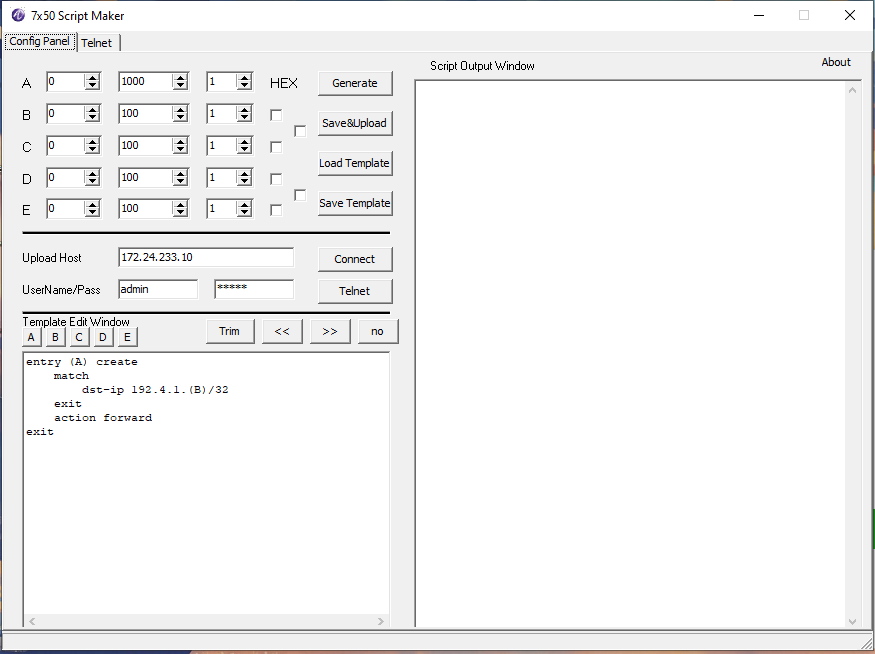 7x50 Script Maker
Config Panel Telnet
Script Output Window About
A 0 1000 1 HEX Generate
B 0 100 1
Save&Upload
C 0 100 1
Load Template
D 0 100 1
Save Template
E 0 100 1
Upload Host 172.24.233.10 Connect
UserName/Pass admin ***** Telnet
Template Edit Window
A B C D E Trim << >> no
entry (A) create
match
dst-ip 192.4.1.(B)/32
exit
action forward
exit